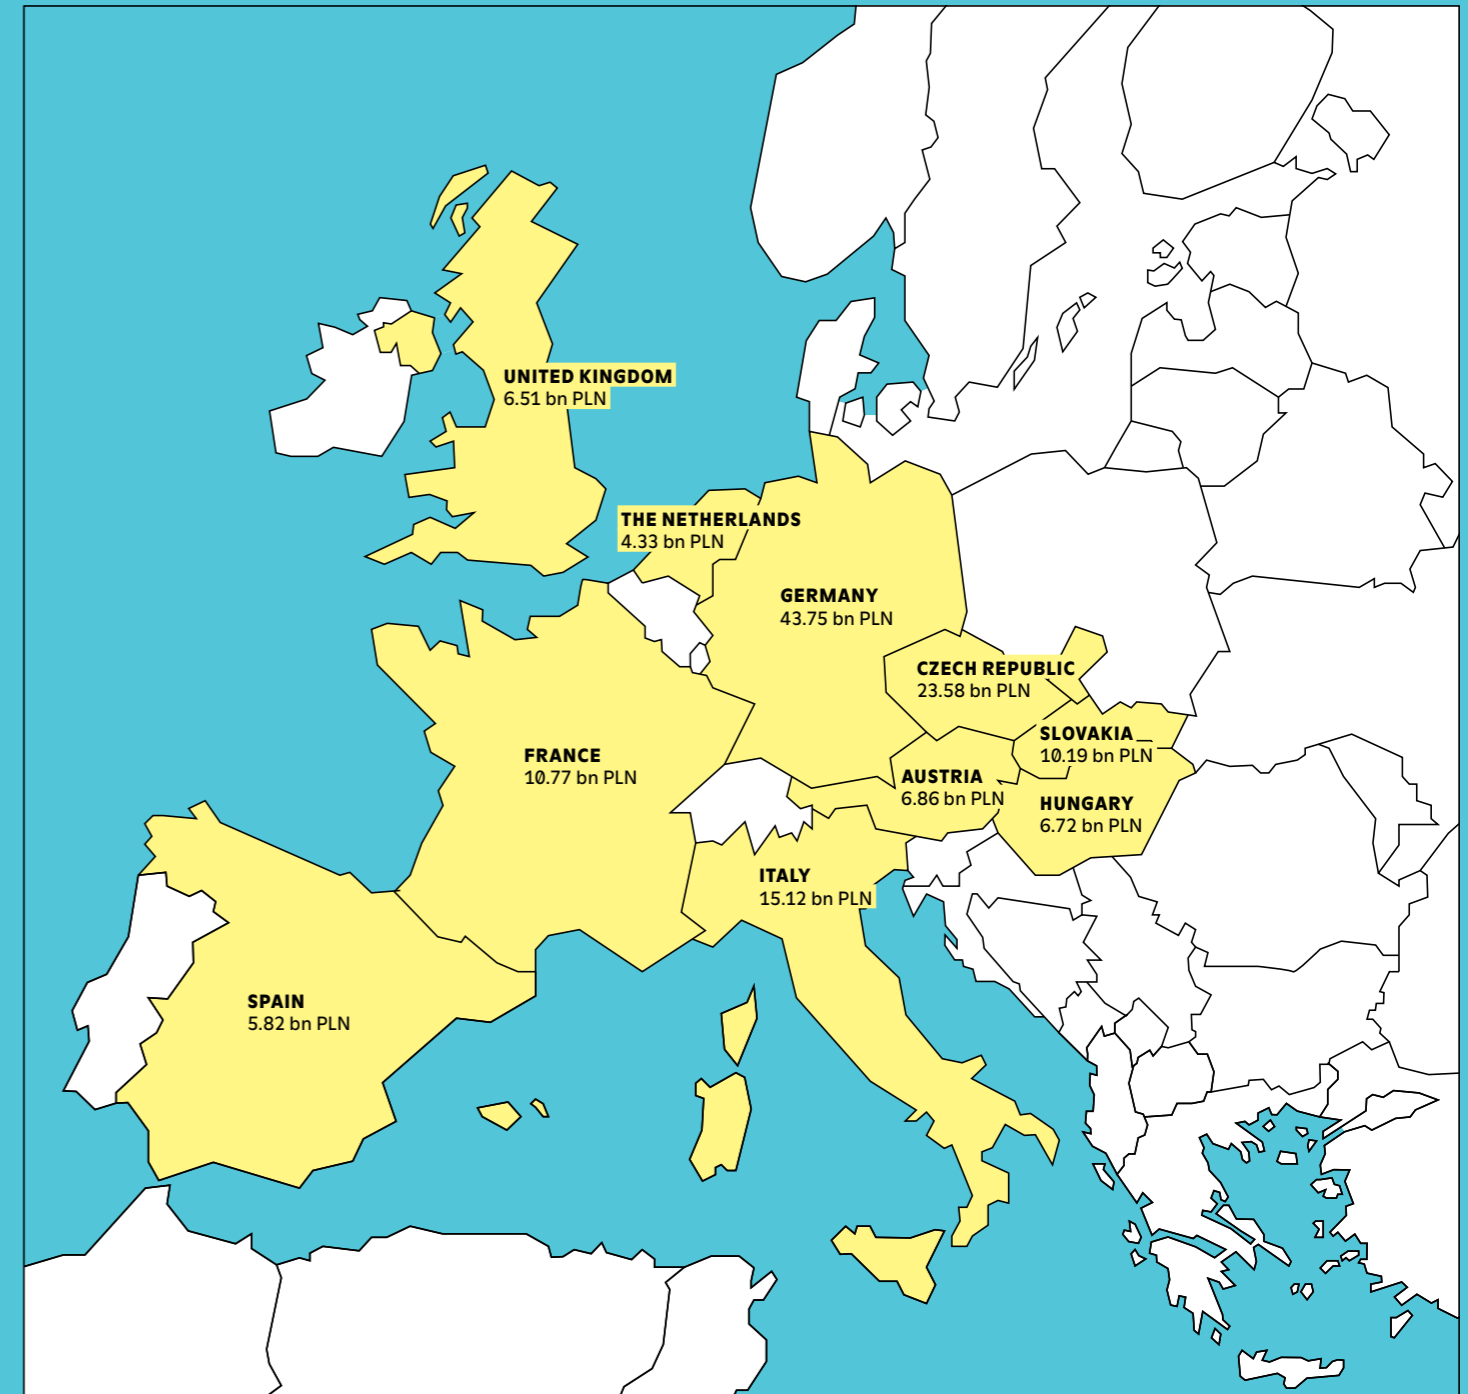 UNITED KINGDOM
6.51 bn PLN
THE NETHERLANDS
4.33 bn PLN
GERMANY
43.75 bn PLN
CZECH REPUBLIC
23.58 bn PLN
SLOVAKIA
10.19 bn PLN
FRANCE
10.77 bn PLN
AUSTRIA
6.86 bn PLN
HUNGARY
6.72 bn PLN
ITALY
15.12 bn PLN
SPAIN
5.82 bn PLN